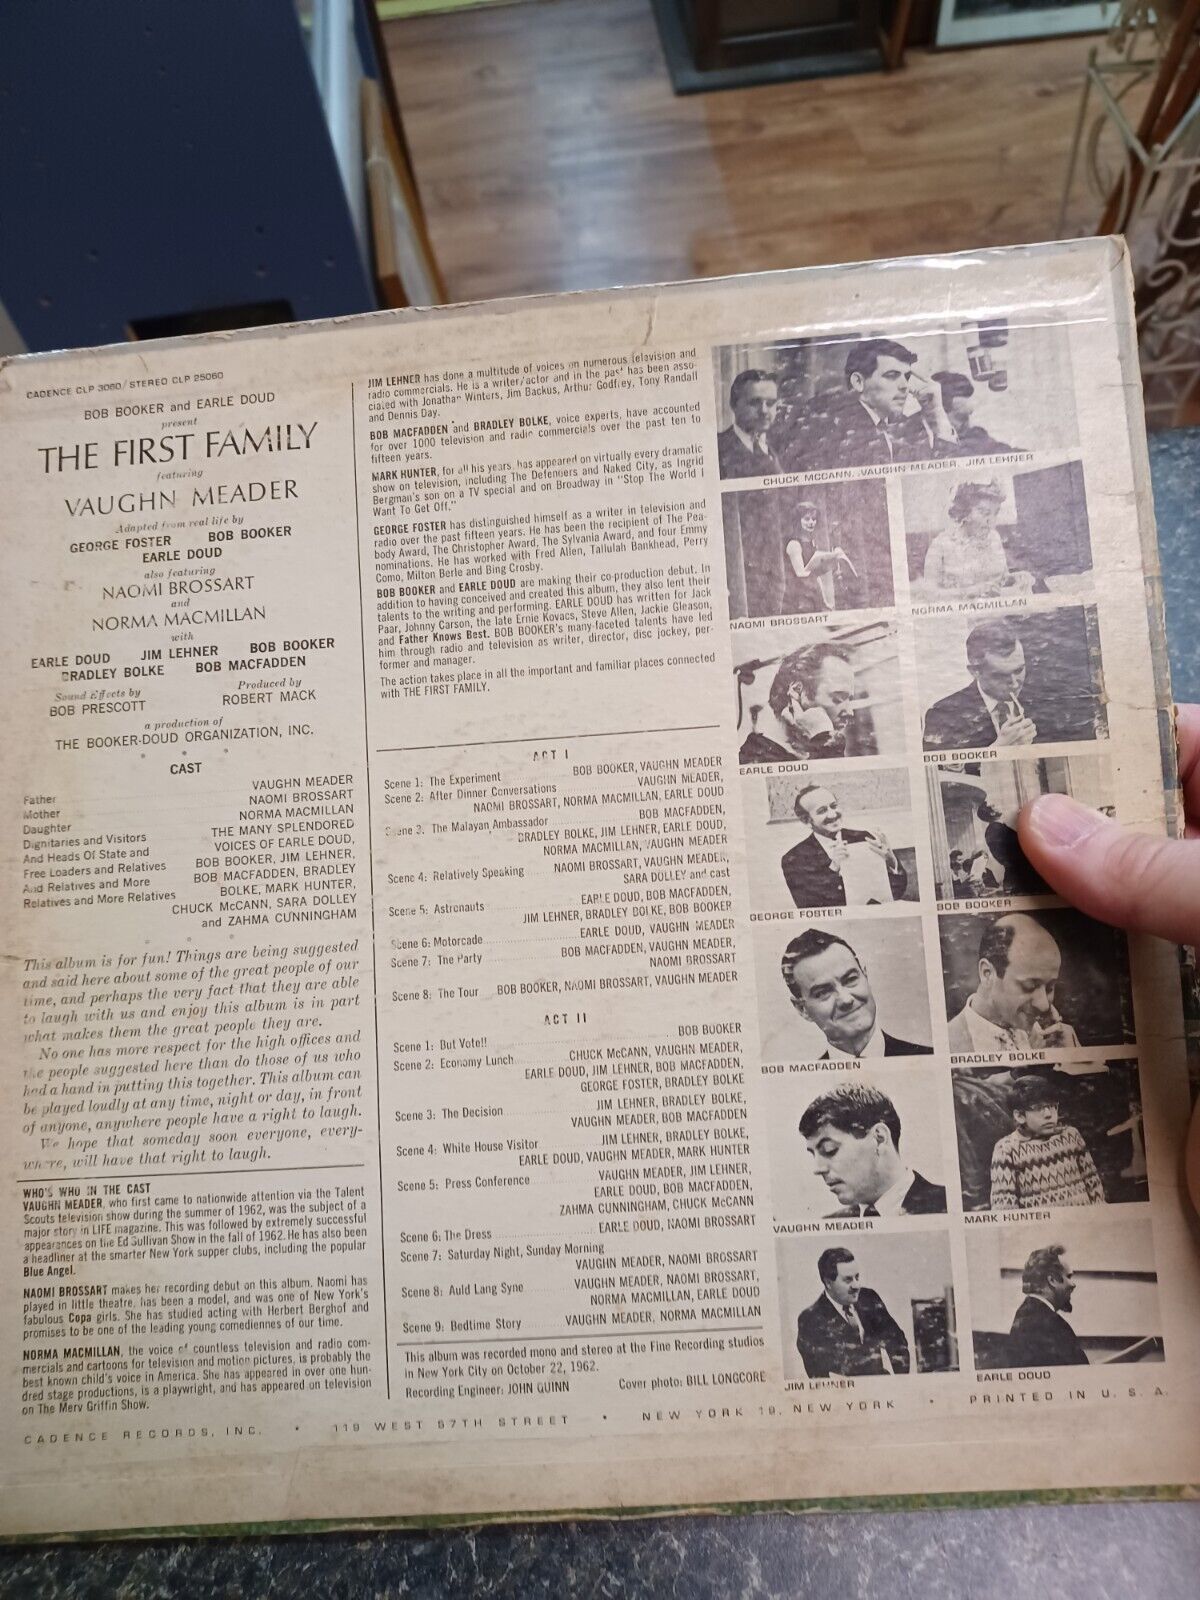 CADENCE CLP 3060/STEREO CLP 25060
BOB BOOKER and EARLE DOUD
present
THE FIRST FAMILY
featuring
VAUGHN MEADER
Adapted from real life by
GEORGE FOSTER BOB BOOKER
EARLE DOUD
also featuring
NAOMI BROSSART
and
NORMA MACMILLAN
with
EARLE DOUD JIM LEHNER BOB BOOKER
BRADLEY BOLKE BOB MACFADDEN
Sound Effects by
BOB PRESCOTT
Produced by
ROBERT MACK
a production of
THE BOOKER-DOUD ORGANIZATION, INC.
CAST
Father VAUGHN MEADER
Mother NAOMI BROSSART
Daughter NORMA MACMILLAN
Dignitaries and Visitors THE MANY SPLENDORED
And Heads Of State and VOICES OF EARLE DOUD,
Free Loaders and Relatives BOB BOOKER, JIM LEHNER,
And Relatives and More BOB MACFADDEN, BRADLEY
Relatives and More Relatives BOLKE, MARK HUNTER,
CHUCK McCANN, SARA DOLLEY
and ZAHMA CUNNINGHAM
This album is for fun! Things are being suggested
and said here about some of the great people of our
time, and perhaps the very fact that they are able
to laugh with us and enjoy this album is in part
what makes them the great people they are.
No one has more respect for the high offices and
the people suggested here than do those of us who
had a hand in putting this together. This album can
be played loudly at any time, night or day, in front
of anyone, anywhere people have a right to laugh.
We hope that someday soon everyone, every-
where, will have that right to laugh.
WHO'S WHO IN THE CAST
VAUGHN MEADER, who first came to nationwide attention via the Talent
Scouts television show during the summer of 1962, was the subject of a
major story in LIFE magazine. This was followed by extremely successful
appearances on the Ed Sullivan Show in the fall of 1962. He has also been
a headliner at the smarter New York supper clubs, including the popular
Blue Angel.
NAOMI BROSSART makes her recording debut on this album. Naomi has
played in little theatre, has been a model, and was one of New York's
fabulous Copa girls. She has studied acting with Herbert Berghof and
promises to be one of the leading young comediennes of our time.
NORMA MACMILLAN, the voice of countless television and radio com-
mercials and cartoons for television and motion pictures, is probably the
best known child's voice in America. She has appeared in over one hun-
dred stage productions, is a playwright, and has appeared on television
on The Merv Griffin Show.
JIM LEHNER has done a multitude of voices on numerous television and
radio commercials. He is a writer/actor and in the past has been asso-
ciated with Jonathan Winters, Jim Backus, Arthur Godfrey, Tony Randall
and Dennis Day.
BOB MACFADDEN and BRADLEY BOLKE, voice experts, have accounted
for over 1000 television and radio commercials over the past ten to
fifteen years.
MARK HUNTER, for all his years, has appeared on virtually every dramatic
show on television, including The Defenders and Naked City, as Ingrid
Bergman's son on a TV special and on Broadway in "Stop The World I
Want To Get Off."
GEORGE FOSTER has distinguished himself as a writer in television and
radio over the past fifteen years. He has been the recipient of The Pea-
body Award, The Christopher Award, The Sylvania Award, and four Emmy
nominations. He has worked with Fred Allen, Tallulah Bankhead, Perry
Como, Milton Berle and Bing Crosby.
BOB BOOKER and EARLE DOUD are making their co-production debut. In
addition to having conceived and created this album, they also lent their
talents to the writing and performing. EARLE DOUD has written for Jack
Paar, Johnny Carson, the late Ernie Kovacs, Steve Allen, Jackie Gleason,
and Father Knows Best. BOB BOOKER's many-faceted talents have led
him through radio and television as writer, director, disc jockey, per-
former and manager.
The action takes place in all the important and familiar places connected
with THE FIRST FAMILY.
ACT I
Scene 1: The Experiment BOB BOOKER, VAUGHN MEADER
Scene 2: After Dinner Conversations VAUGHN MEADER,
NAOMI BROSSART, NORMA MACMILLAN, EARLE DOUD
Scene 3: The Malayan Ambassador BOB MACFADDEN,
BRADLEY BOLKE, JIM LEHNER, EARLE DOUD,
NORMA MACMILLAN, VAUGHN MEADER
Scene 4: Relatively Speaking NAOMI BROSSART, VAUGHN MEADER,
SARA DOLLEY and cast
Scene 5: Astronauts EARLE DOUD, BOB MACFADDEN,
JIM LEHNER, BRADLEY BOLKE, BOB BOOKER
Scene 6: Motorcade EARLE DOUD, VAUGHN MEADER
Scene 7: The Party BOB MACFADDEN, VAUGHN MEADER,
NAOMI BROSSART
Scene 8: The Tour BOB BOOKER, NAOMI BROSSART, VAUGHN MEADER
ACT II
Scene 1: But Vote!! BOB BOOKER
Scene 2: Economy Lunch CHUCK McCANN, VAUGHN MEADER,
EARLE DOUD, JIM LEHNER, BOB MACFADDEN,
GEORGE FOSTER, BRADLEY BOLKE
Scene 3: The Decision JIM LEHNER, BRADLEY BOLKE,
VAUGHN MEADER, BOB MACFADDEN
Scene 4: White House Visitor JIM LEHNER, BRADLEY BOLKE,
EARLE DOUD, VAUGHN MEADER, MARK HUNTER
Scene 5: Press Conference VAUGHN MEADER, JIM LEHNER,
EARLE DOUD, BOB MACFADDEN,
ZAHMA CUNNINGHAM, CHUCK McCANN
Scene 6: The Dress EARLE DOUD, NAOMI BROSSART
Scene 7: Saturday Night, Sunday Morning
VAUGHN MEADER, NAOMI BROSSART
Scene 8: Auld Lang Syne VAUGHN MEADER, NAOMI BROSSART,
NORMA MACMILLAN, EARLE DOUD
Scene 9: Bedtime Story VAUGHN MEADER, NORMA MACMILLAN
This album was recorded mono and stereo at the Fine Recording studios
in New York City on October 22, 1962.
Recording Engineer: JOHN QUINN Cover photo: BILL LONGCORE
CHUCK MCCANN, VAUGHN MEADER, JIM LEHNER
NAOMI BROSSART
NORMA MACMILLAN
EARLE DOUD
BOB BOOKER
GEORGE FOSTER
BOB BOOKER
BOB MACFADDEN
BRADLEY BOLKE
VAUGHN MEADER
MARK HUNTER
JIM LEHNER
EARLE DOUD
CADENCE RECORDS, INC. • 119 WEST 57TH STREET • NEW YORK 19, NEW YORK • PRINTED IN U. S. A.